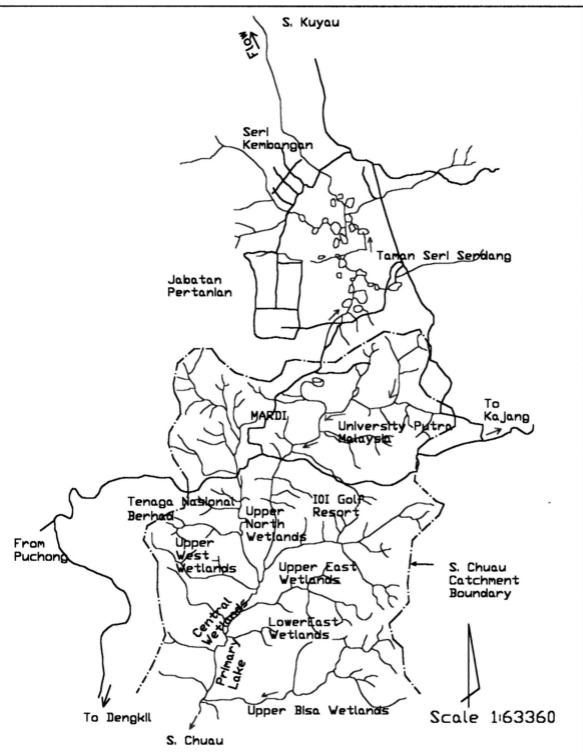 S. Kuyau
FLOW
Seri
Kembangan
Taman Seri Serdang
Jabatan
Pertanian
MARDI
To
Kajang
University Putra
Malaysia
Tenaga Nasional
Berhad
IOI Golf
Resort
Upper
North
Wetlands
From
Puchong
Upper
West
Wetlands
Upper East
Wetlands
S. Chuau
Catchment
Boundary
Central
Wetlands
LowerEast
Wetlands
Primary
Lake
To Dengkil
Upper Bisa Wetlands
Scale 1:63360
S. Chuau